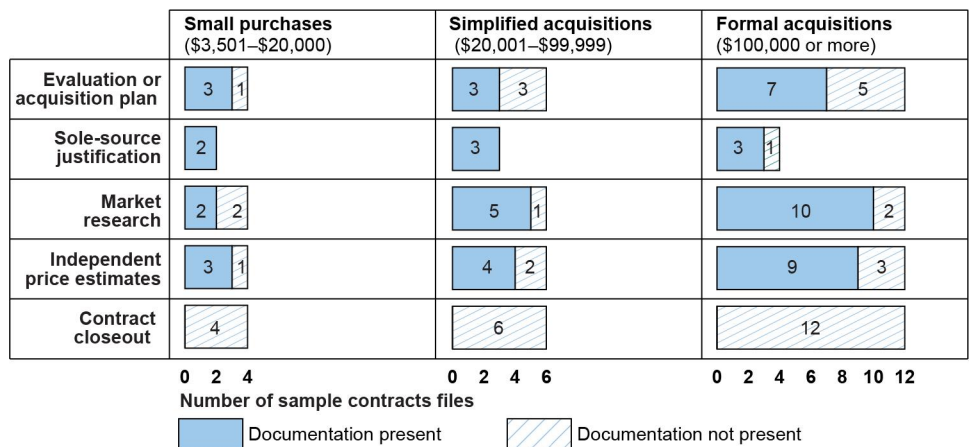 Small purchases
($3,501–$20,000)
Simplified acquisitions
($20,001–$99,999)
Formal acquisitions
($100,000 or more)
Evaluation or
acquisition plan
3 1
3 3
7 5
Sole-source
justification
2
3
3 1
Market
research
2 2
5 1
10 2
Independent
price estimates
3 1
4 2
9 3
Contract
closeout
4
6
12
0 2 4
0 2 4 6
0 2 4 6 8 10 12
Number of sample contracts files
Documentation present
Documentation not present